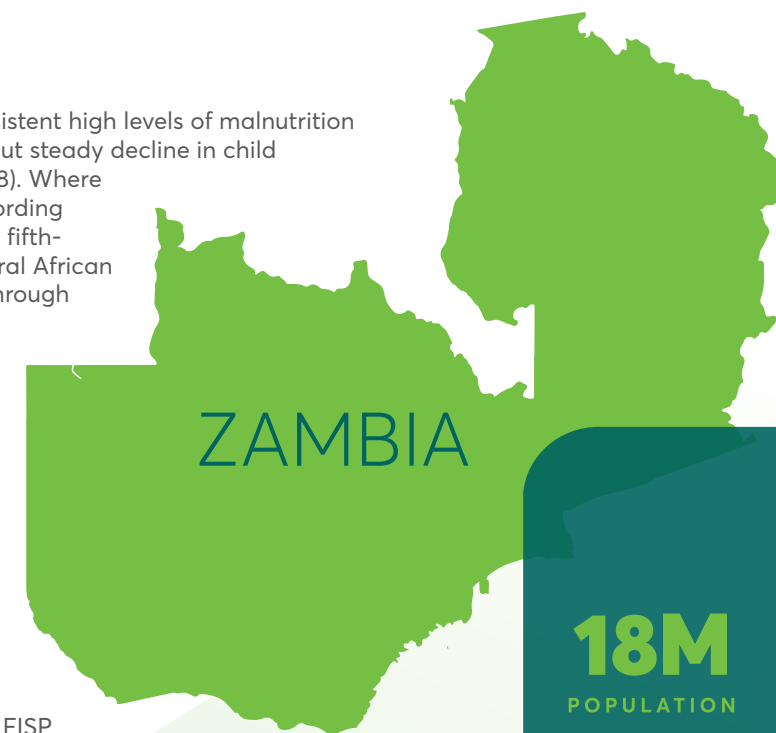 istent high levels of malnutrition
ut steady decline in child
8). Where
ording
fifth-
ral African
hrough
ZAMBIA
18M
POPULATION
FISP